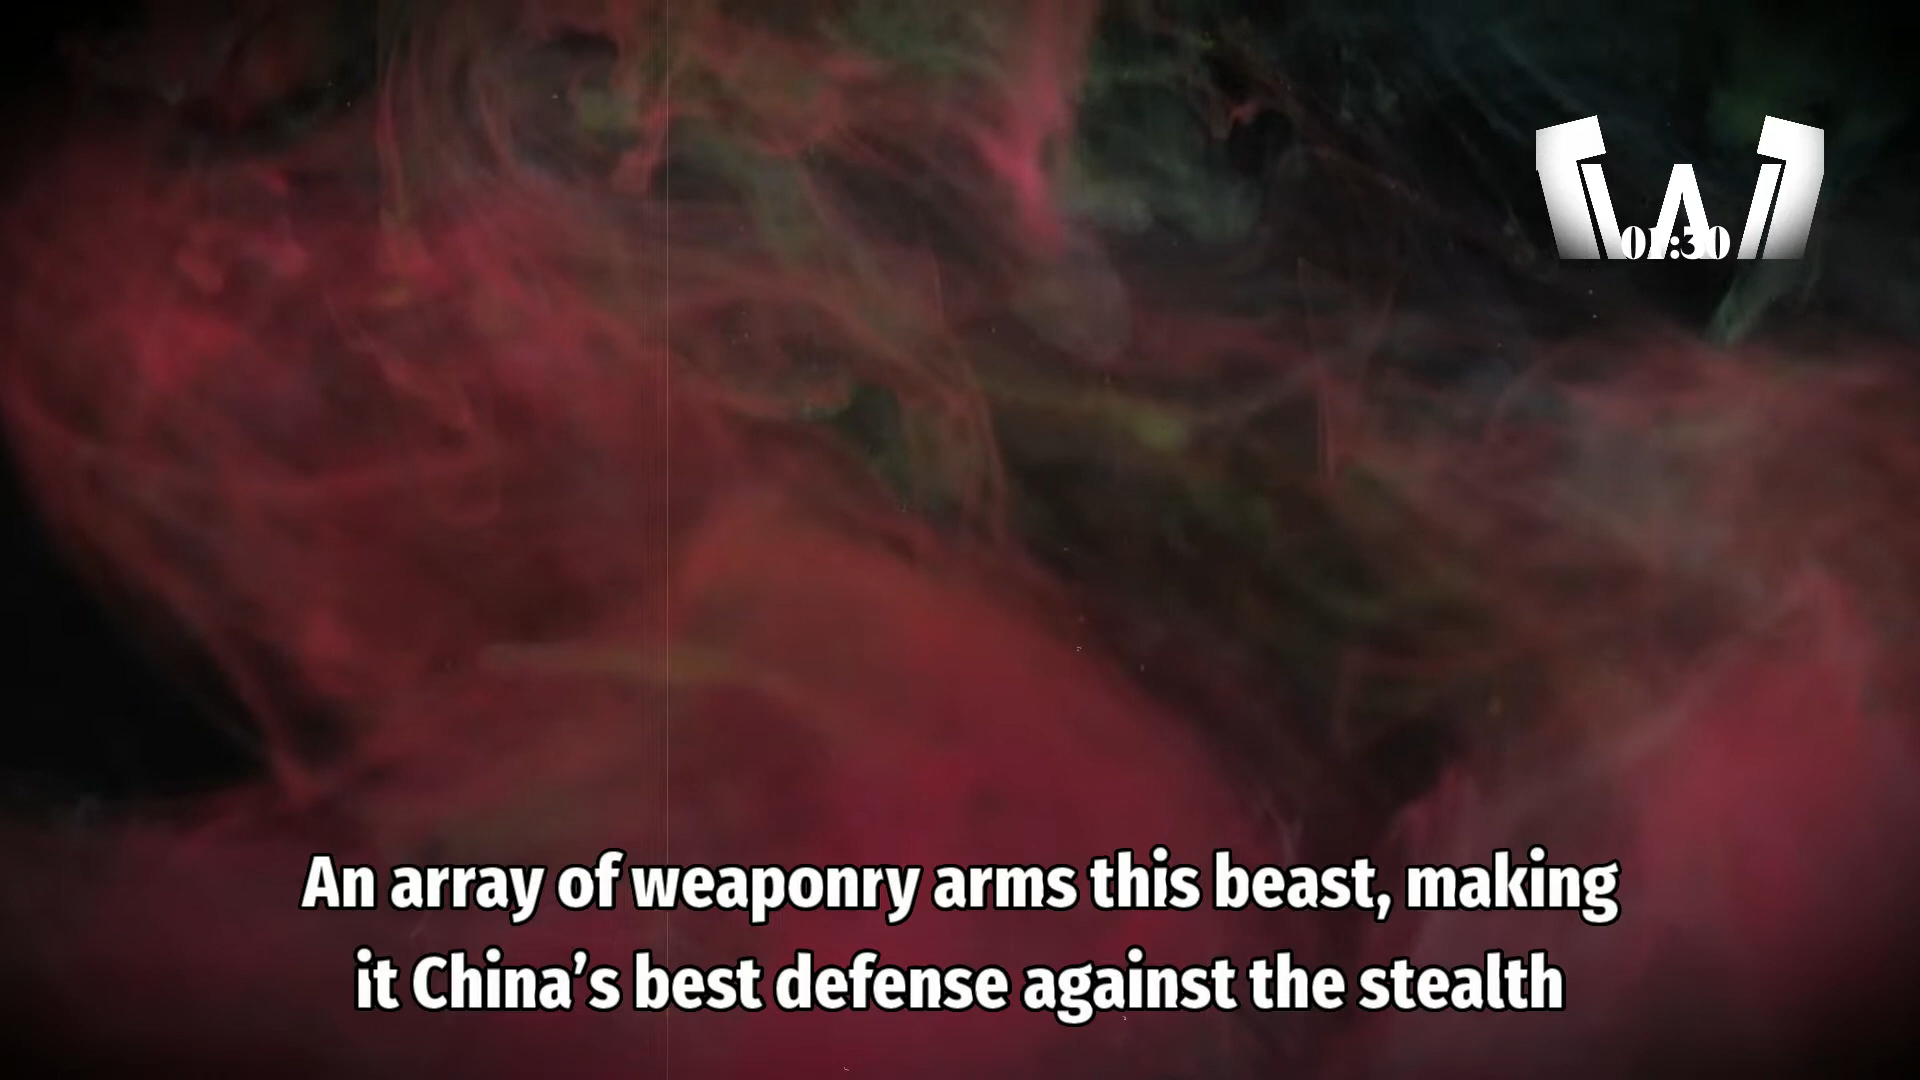 01:30
An array of weaponry arms this beast, making
it China’s best defense against the stealth